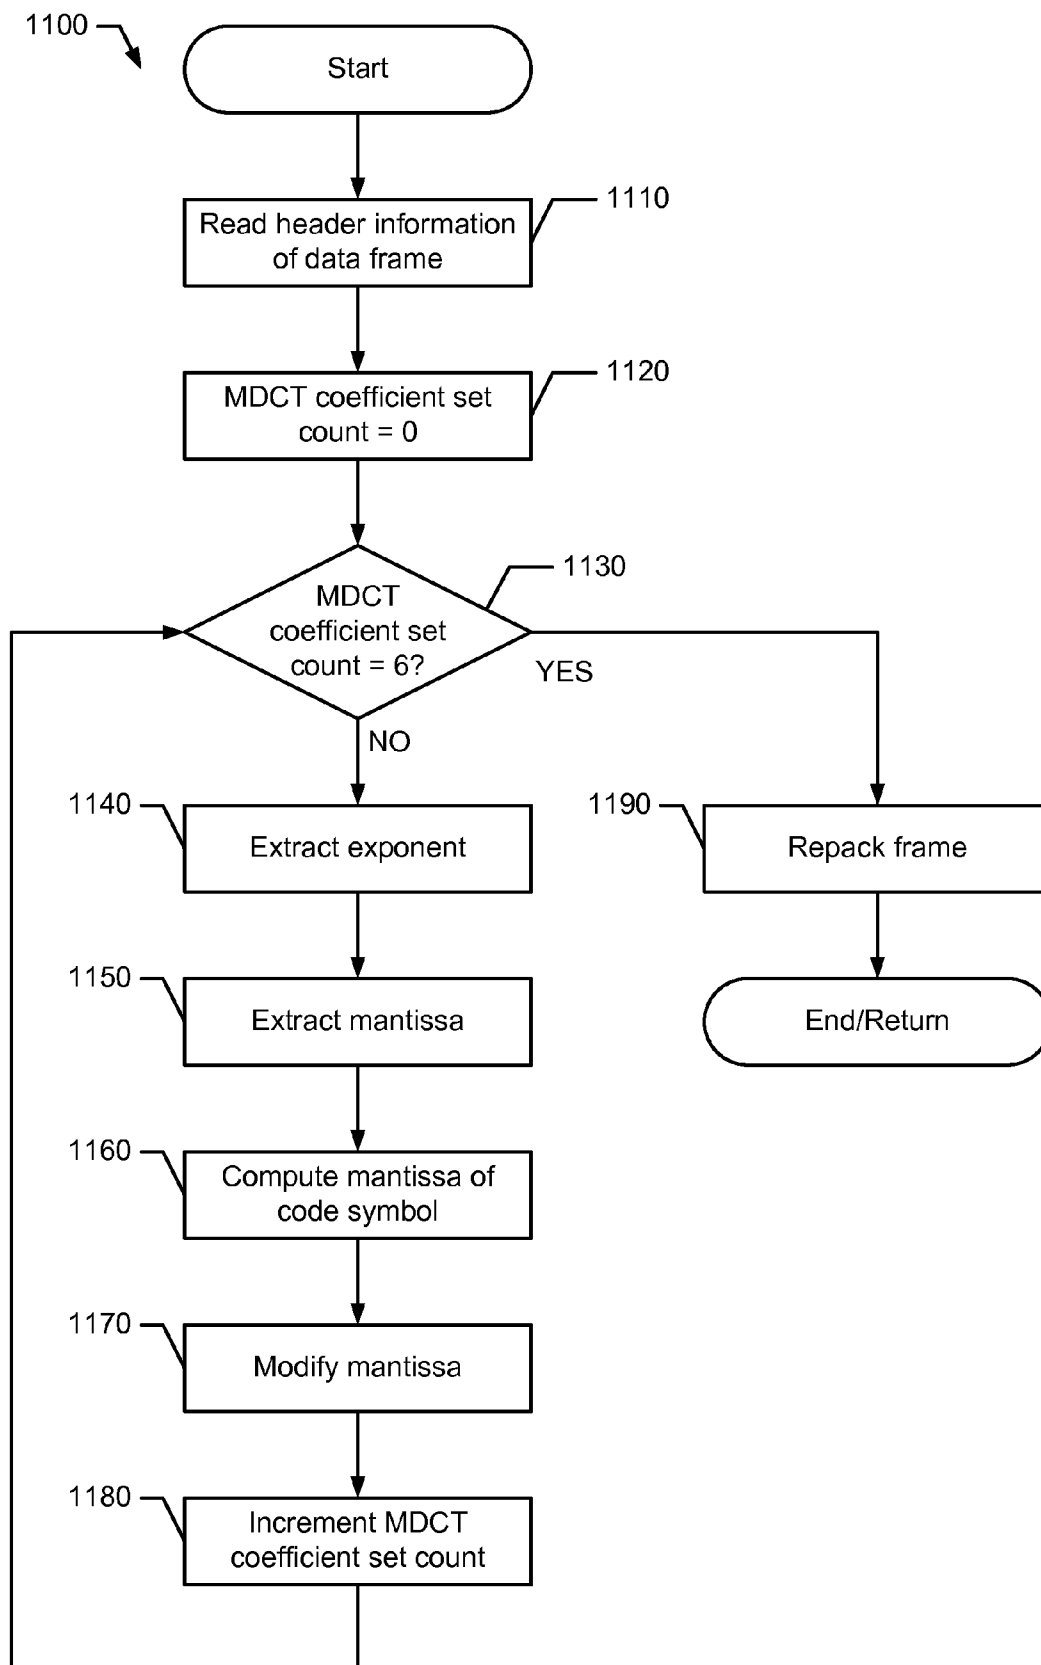 1100
Start
1110
Read header information
of data frame
1120
MDCT coefficient set
count = 0
1130
MDCT
coefficient set
count = 6?
YES
NO
1140
Extract exponent
1190
Repack frame
1150
Extract mantissa
End/Return
1160
Compute mantissa of
code symbol
1170
Modify mantissa
1180
Increment MDCT
coefficient set count